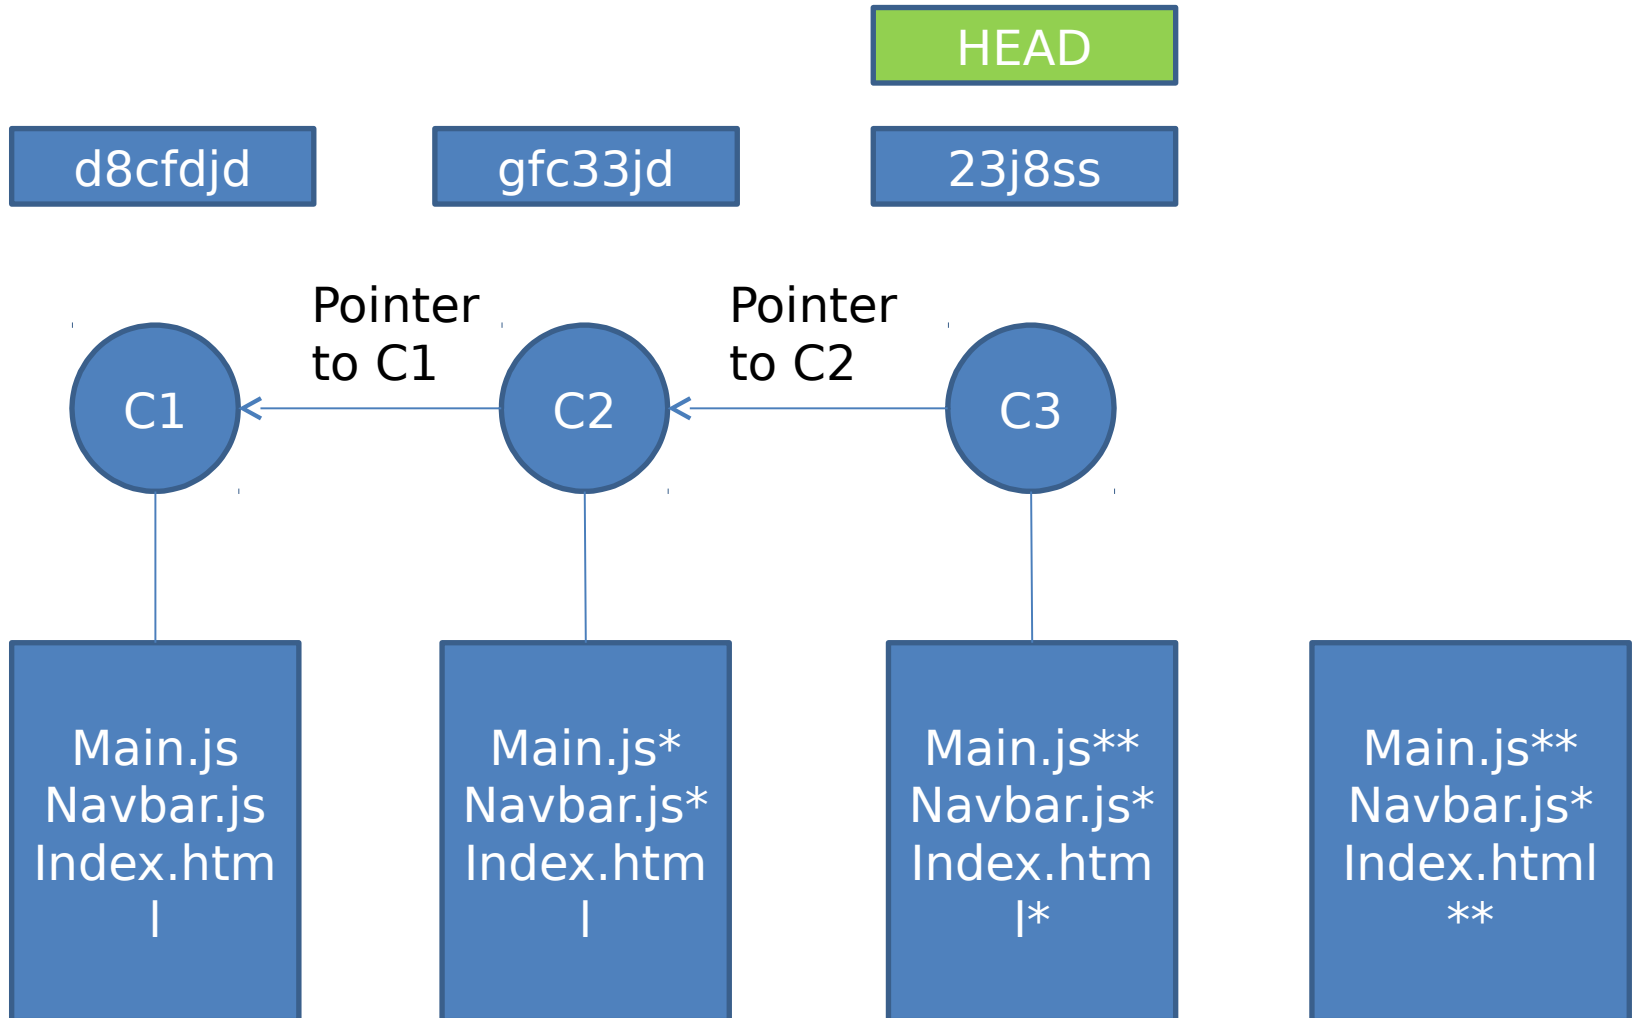 HEAD
d8cfdjd
gfc33jd
23j8ss
Pointer
to C1
Pointer
to C2
C1
C2
C3
Main.js
Navbar.js
Index.htm
l
Main.js*
Navbar.js*
Index.htm
l
Main.js**
Navbar.js*
Index.htm
l*
Main.js**
Navbar.js*
Index.html
**